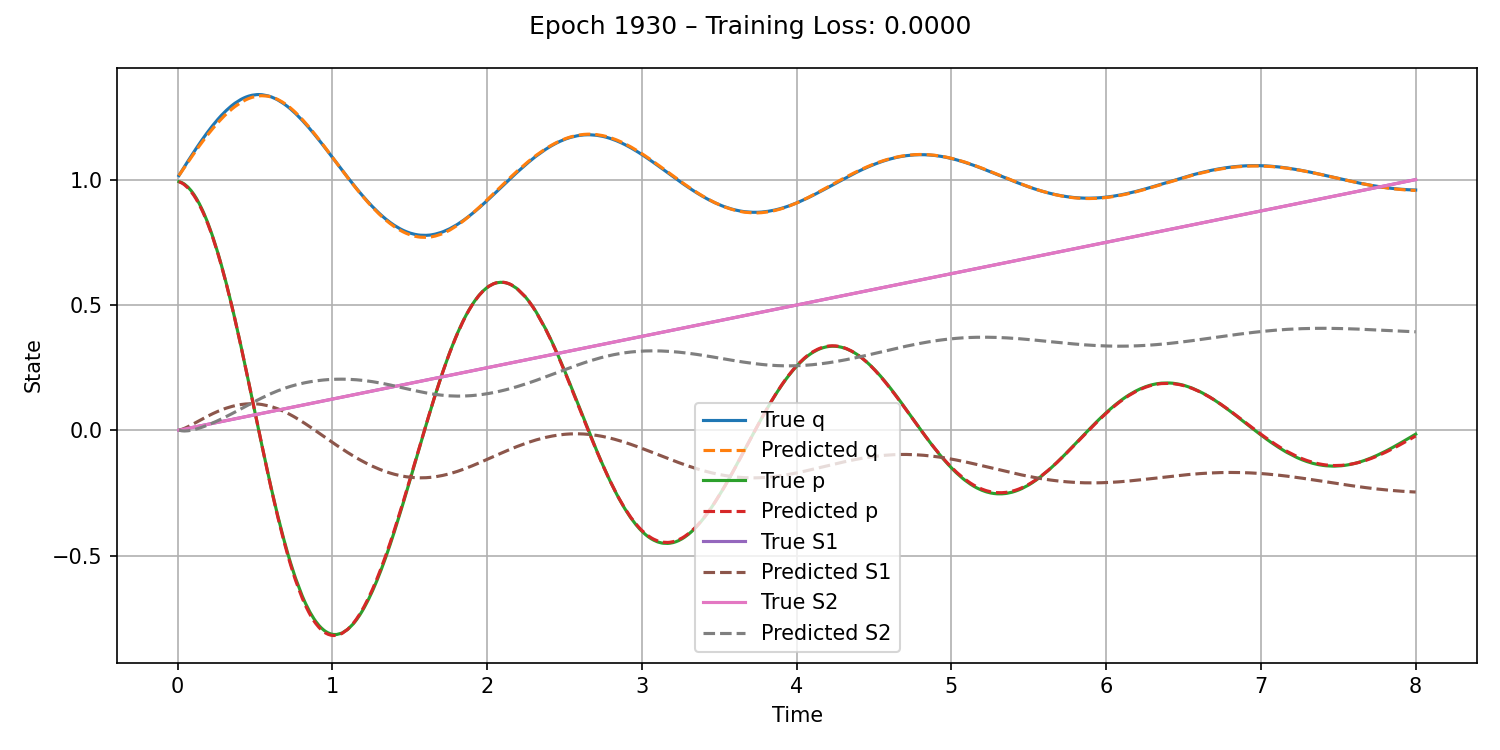 Epoch 1930 – Training Loss: 0.0000
State
1.0
0.5
0.0
−0.5
True q
Predicted q
True p
Predicted p
True S1
Predicted S1
True S2
Predicted S2
0 1 2 3 4 5 6 7 8
Time